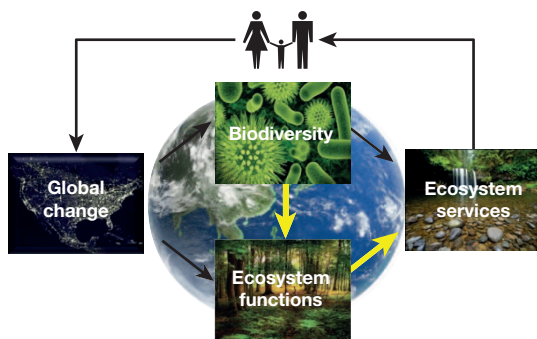 Biodiversity
Global
change
Ecosystem
services
Ecosystem
functions